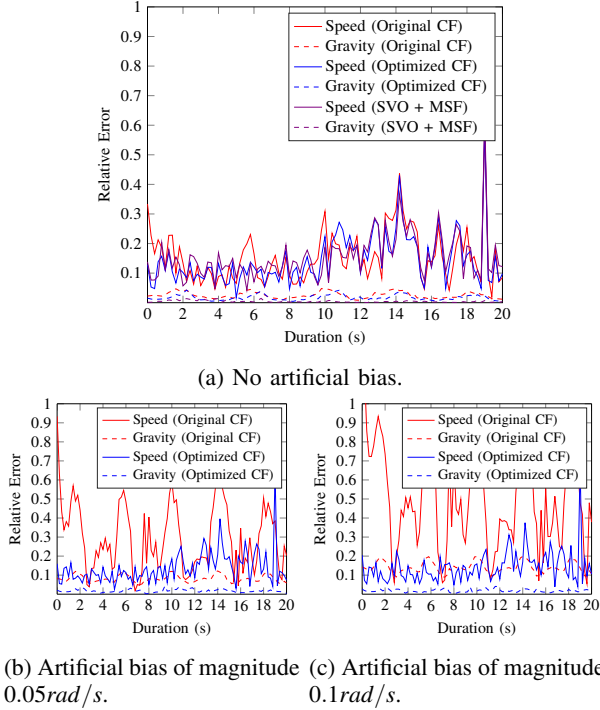 1
0.9
0.8
0.7
0.6
0.5
0.4
0.3
0.2
0.1
Relative Error
Speed (Original CF)
Gravity (Original CF)
Speed (Optimized CF)
Gravity (Optimized CF)
Speed (SVO + MSF)
Gravity (SVO + MSF)
0 2 4 6 8 10 12 14 16 18 20
Duration (s)
(a) No artificial bias.
1
0.9
0.8
0.7
0.6
0.5
0.4
0.3
0.2
0.1
Relative Error
Speed (Original CF)
Gravity (Original CF)
Speed (Optimized CF)
Gravity (Optimized CF)
0 2 4 6 8 10 12 14 16 18 20
Duration (s)
(b) Artificial bias of magnitude
0.05rad/s.
1
0.9
0.8
0.7
0.6
0.5
0.4
0.3
0.2
0.1
Relative Error
Speed (Original CF)
Gravity (Original CF)
Speed (Optimized CF)
Gravity (Optimized CF)
0 2 4 6 8 10 12 14 16 18 20
Duration (s)
(c) Artificial bias of magnitude
0.1rad/s.